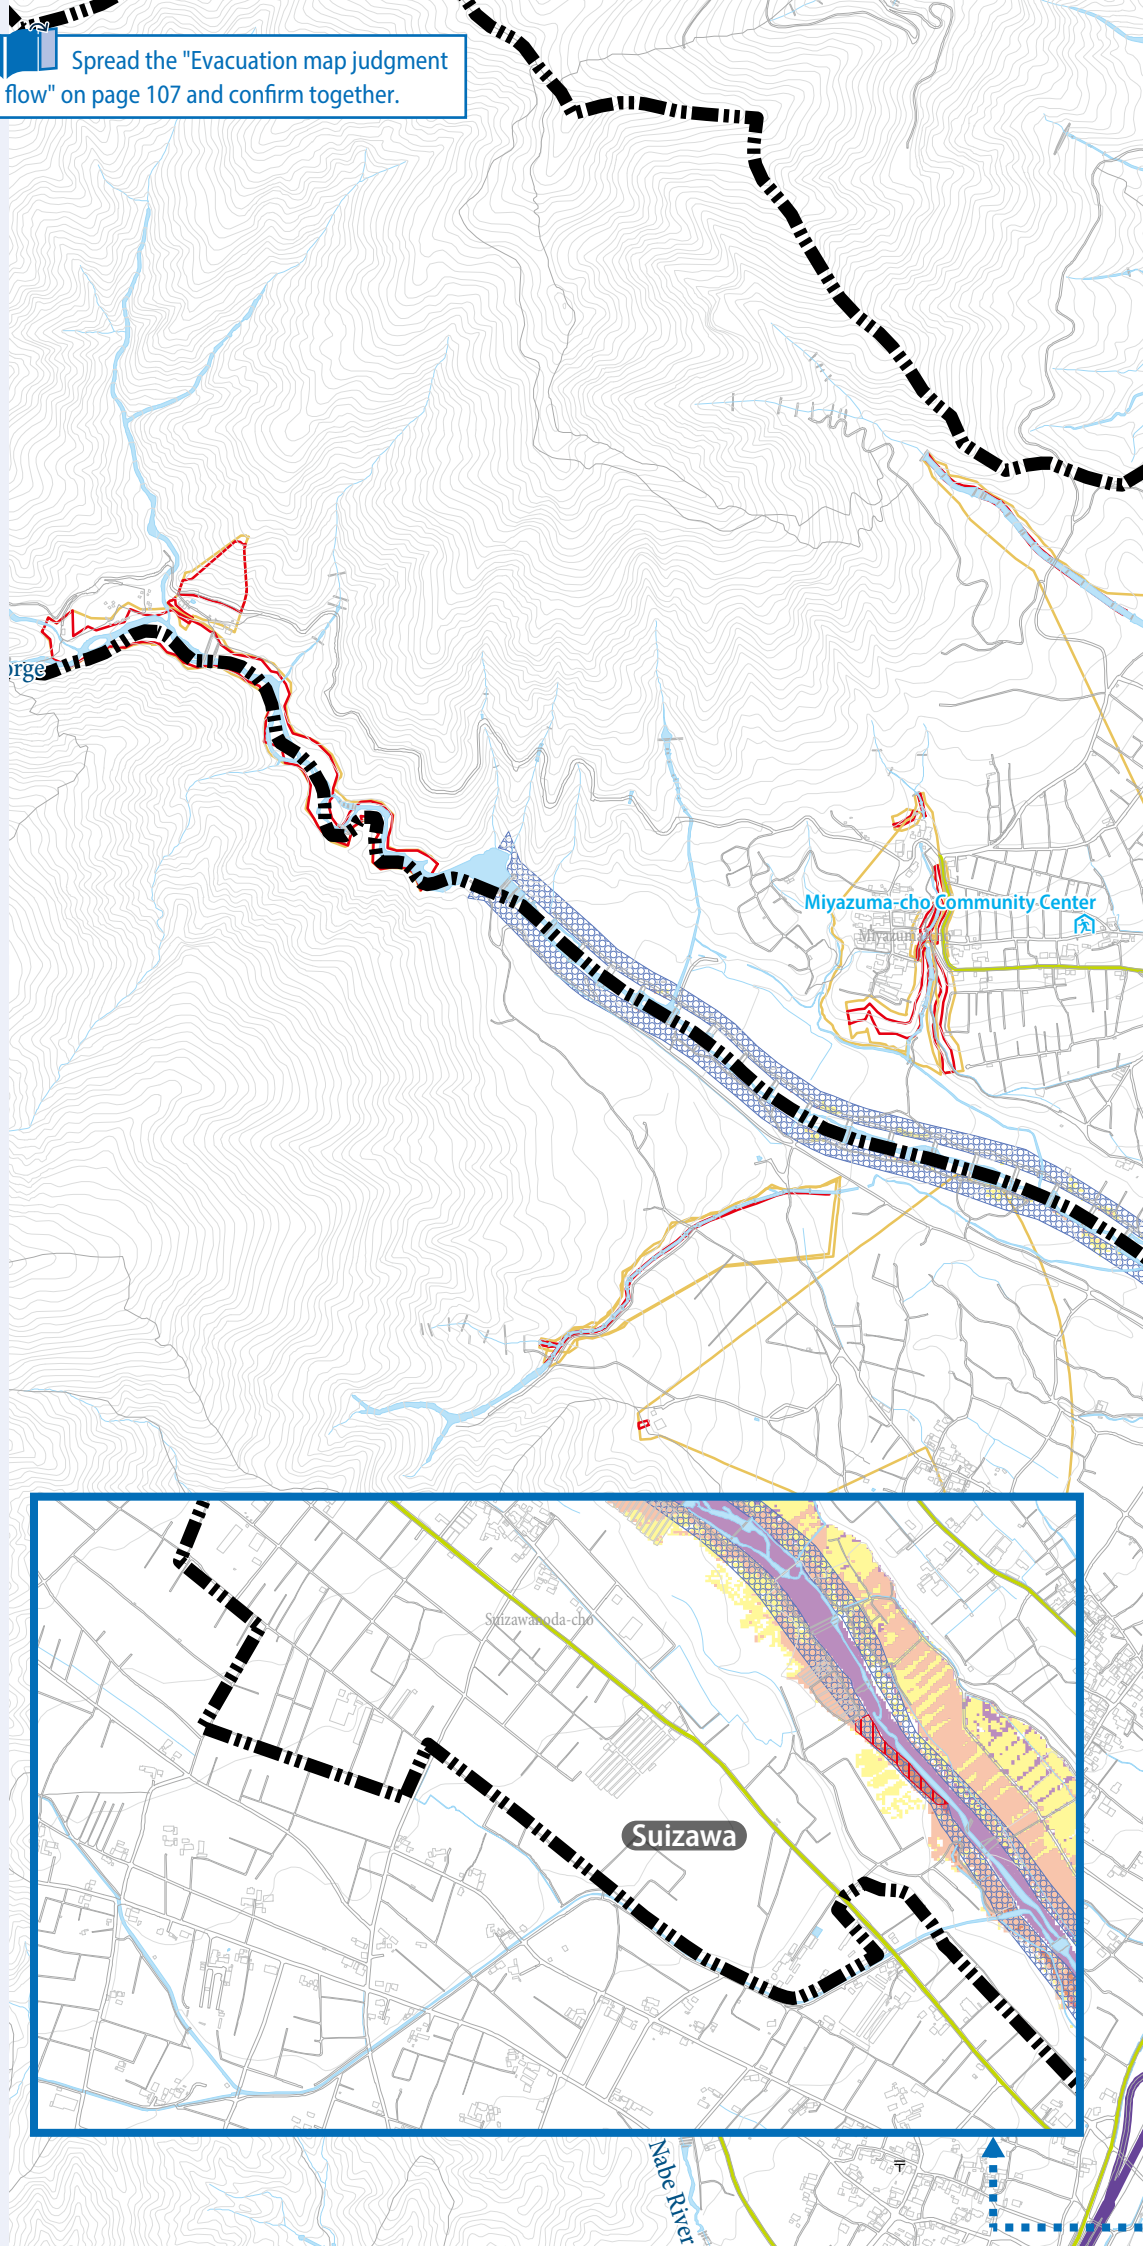 Spread the "Evacuation map judgment
flow" on page 107 and confirm together.
orge
Miyazuma-cho Community Center
Suizawanoda-cho
Suizawa
Nabe River